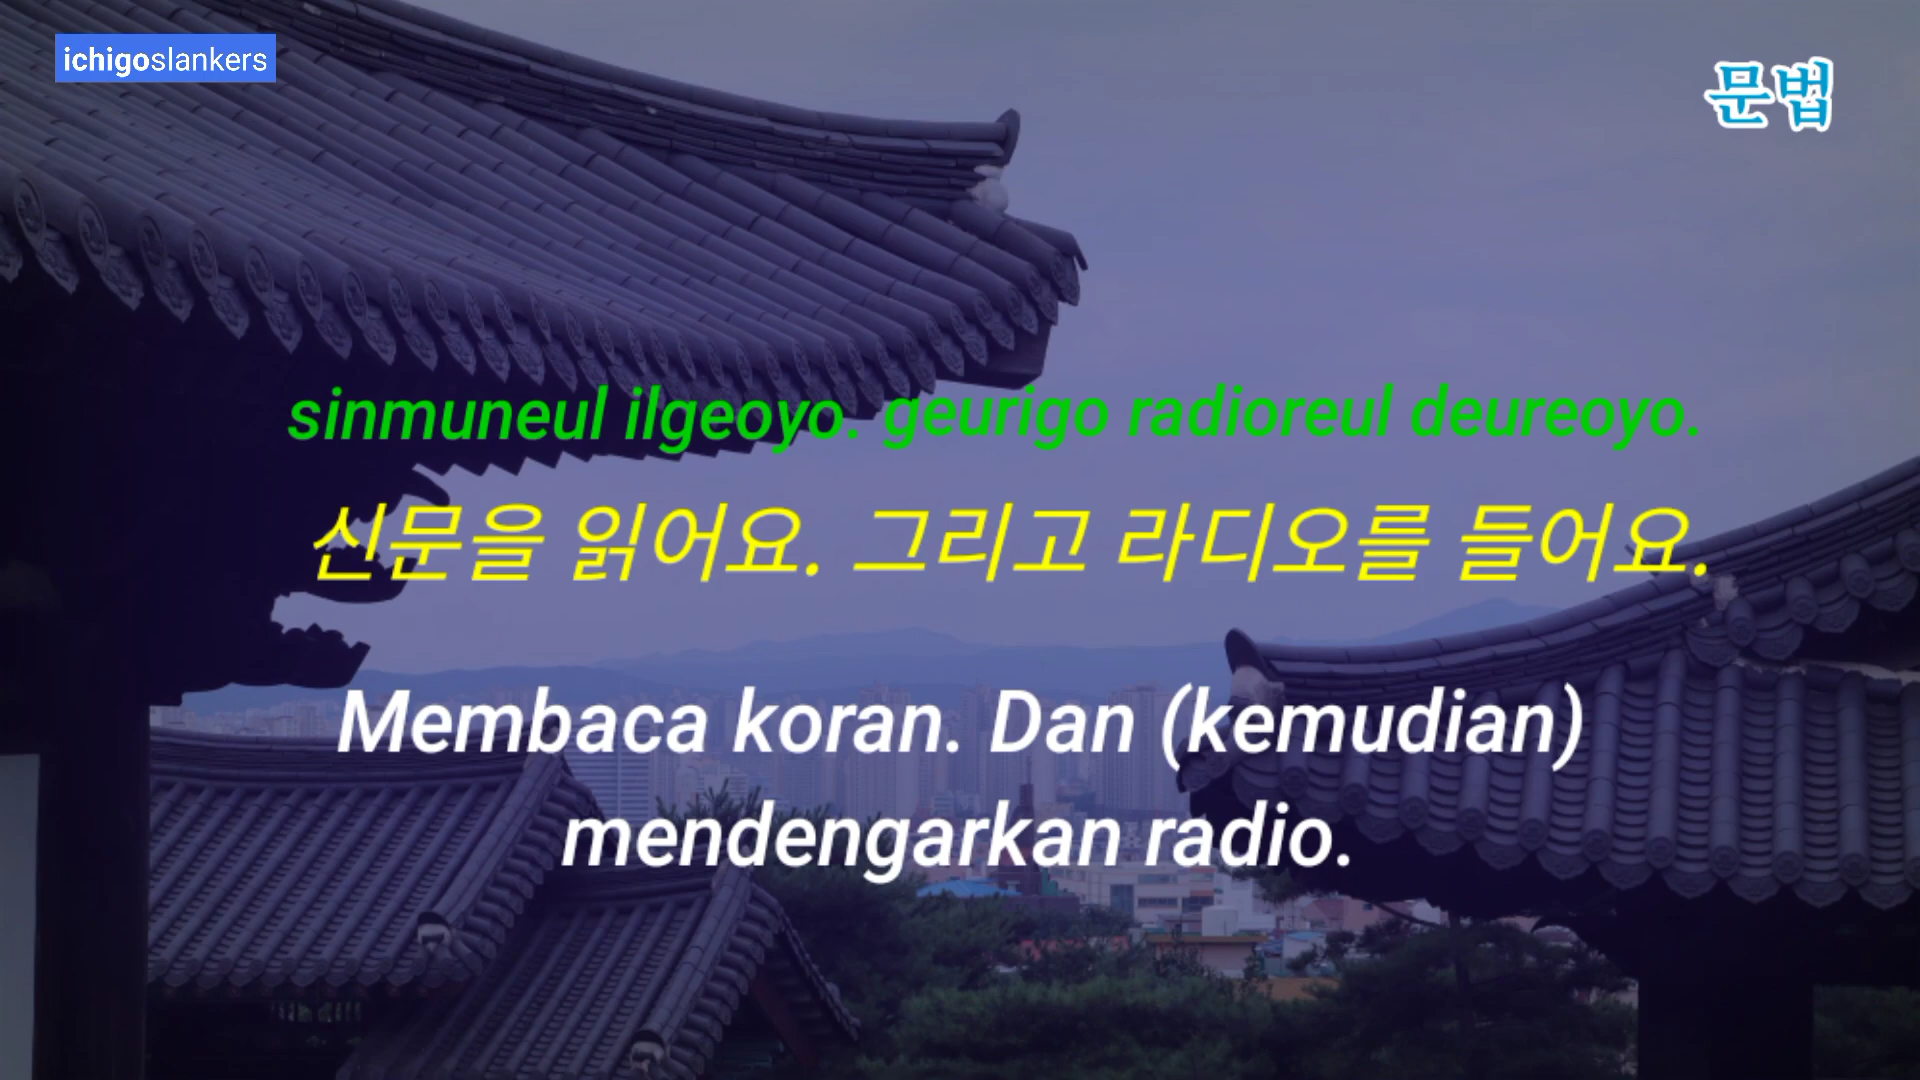 ichigoslankers
문법
sinmuneul ilgeoyo. geurigo radioreul deureoyo.
신문을 읽어요. 그리고 라디오를 들어요.
Membaca koran. Dan (kemudian)
mendengarkan radio.